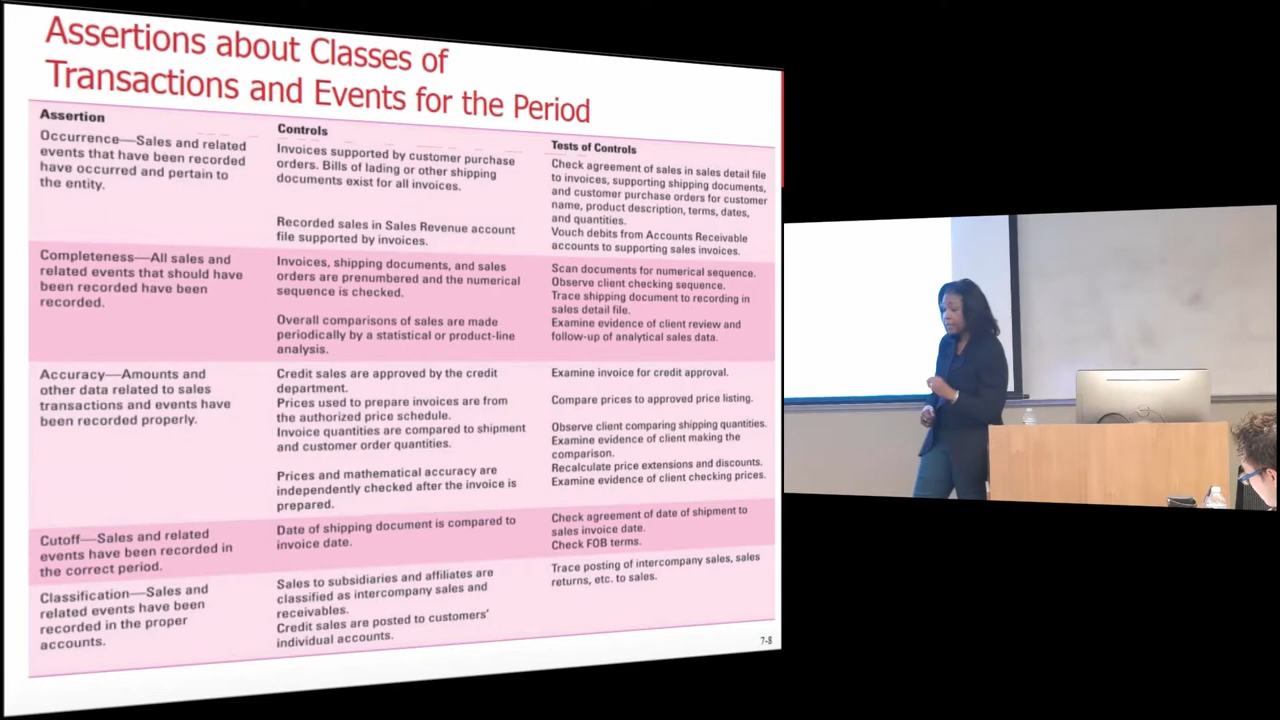 Assertions about Classes of
Transactions and Events for the Period
Assertion
Controls
Tests of Controls
Occurrence—Sales and related
events that have been recorded
have occurred and pertain to
the entity.
Invoices supported by customer purchase
orders. Bills of lading or other shipping
documents exist for all invoices.
Recorded sales in Sales Revenue account
file supported by invoices.
Check agreement of sales in sales detail file
to invoices, supporting shipping documents,
and customer purchase orders for customer
name, product description, terms, dates,
and quantities.
Vouch debits from Accounts Receivable
accounts to supporting sales invoices.
Completeness—All sales and
related events that should have
been recorded have been
recorded.
Invoices, shipping documents, and sales
orders are prenumbered and the numerical
sequence is checked.
Overall comparisons of sales are made
periodically by a statistical or product-line
analysis.
Scan documents for numerical sequence.
Observe client checking sequence.
Trace shipping document to recording in
sales detail file.
Examine evidence of client review and
follow-up of analytical sales data.
Accuracy—Amounts and
other data related to sales
transactions and events have
been recorded properly.
Credit sales are approved by the credit
department.
Prices used to prepare invoices are from
the authorized price schedule.
Invoice quantities are compared to shipment
and customer order quantities.
Prices and mathematical accuracy are
independently checked after the invoice is
prepared.
Examine invoice for credit approval.
Compare prices to approved price listing.
Observe client comparing shipping quantities.
Examine evidence of client making the
comparison.
Recalculate price extensions and discounts.
Examine evidence of client checking prices.
Cutoff—Sales and related
events have been recorded in
the correct period.
Date of shipping document is compared to
invoice date.
Check agreement of date of shipment to
sales invoice date.
Check FOB terms.
Classification—Sales and
related events have been
recorded in the proper
accounts.
Sales to subsidiaries and affiliates are
classified as intercompany sales and
receivables.
Credit sales are posted to customers'
individual accounts.
Trace posting of intercompany sales, sales
returns, etc. to sales.
7-8